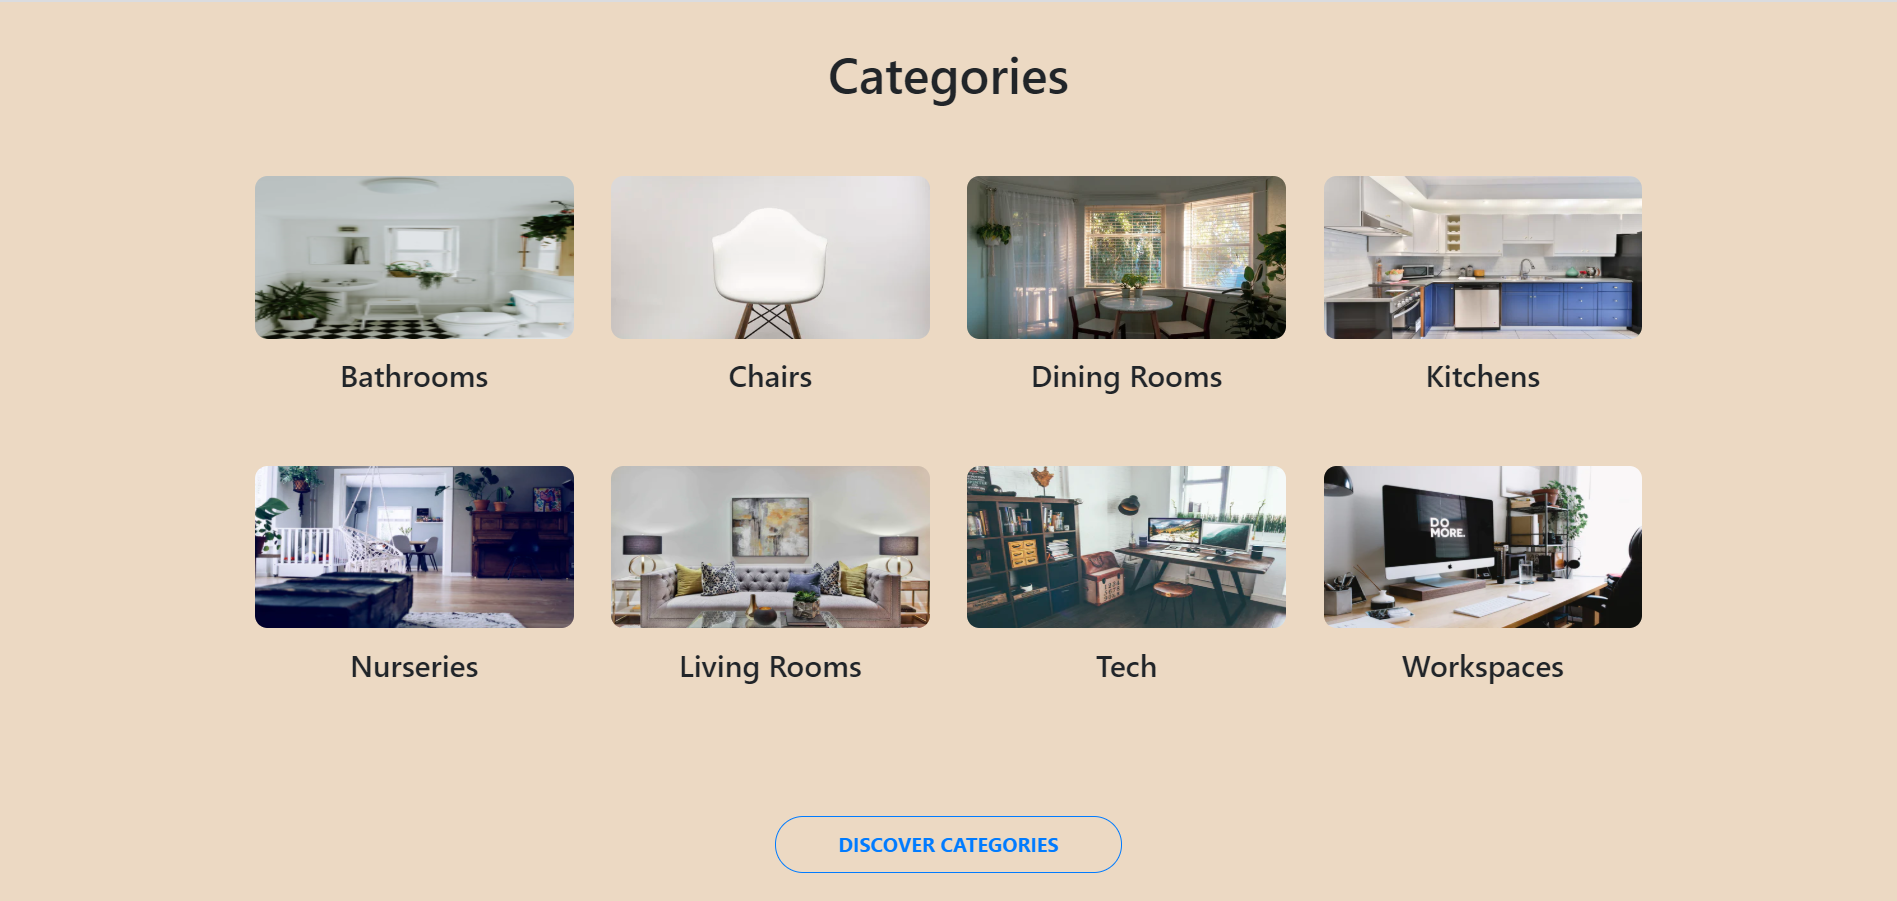 Categories
Bathrooms
Chairs
Dining Rooms
Kitchens
DO
MORE.
Nurseries
Living Rooms
Tech
Workspaces
DISCOVER CATEGORIES